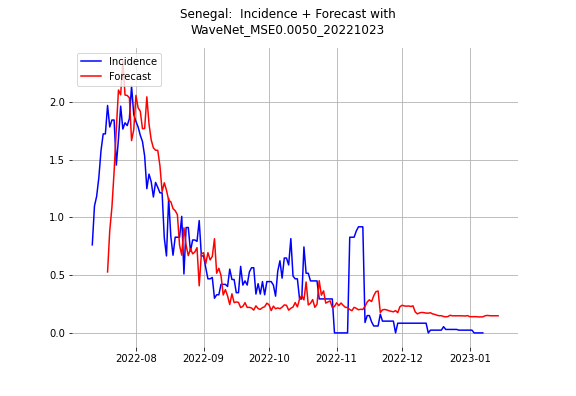 Senegal:  Incidence + Forecast with
WaveNet_MSE0.0050_20221023
Incidence
Forecast
2.0
1.5
1.0
0.5
0.0
2022-08
2022-09
2022-10
2022-11
2022-12
2023-01